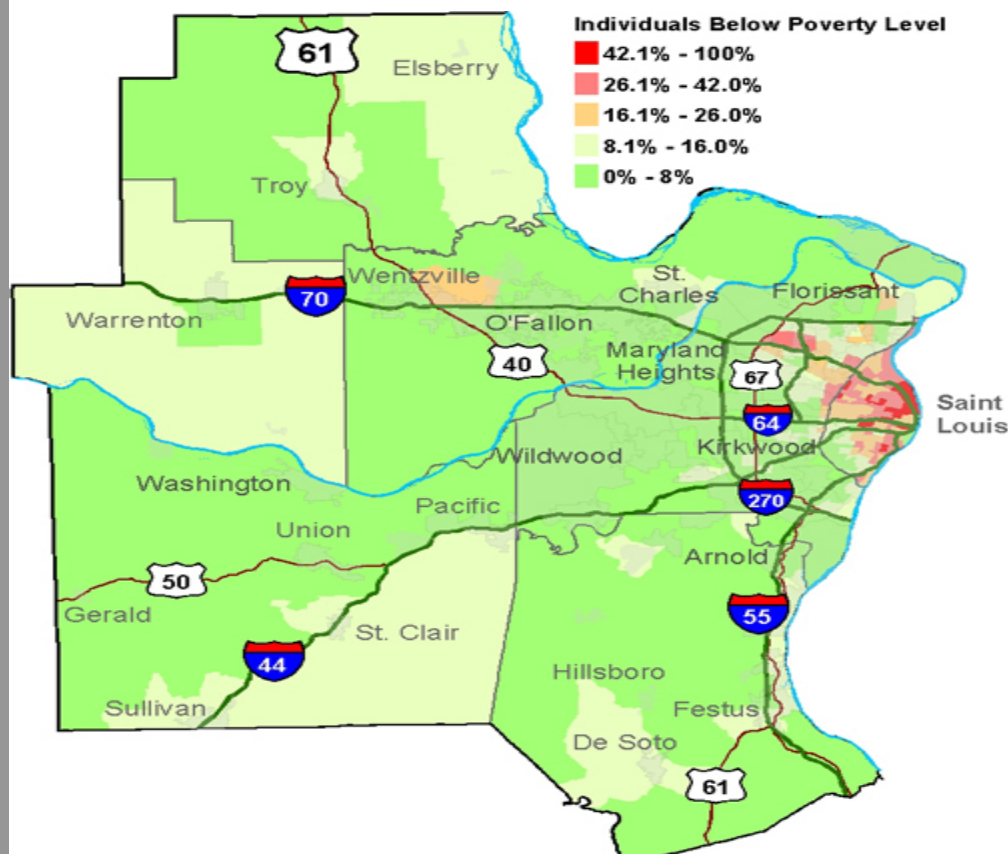 Individuals Below Poverty Level
42.1% - 100%
26.1% - 42.0%
16.1% - 26.0%
8.1% - 16.0%
0% - 8%
61
Elsberry
Troy
Wentzville
St.
Charles
Florissant
70
Warrenton
O'Fallon
40
Maryland
Heights
67
64
Saint
Louis
Kirkwood
Wildwood
Washington
270
Pacific
Union
Arnold
50
Gerald
55
St. Clair
44
Hillsboro
Sullivan
Festus
De Soto
61